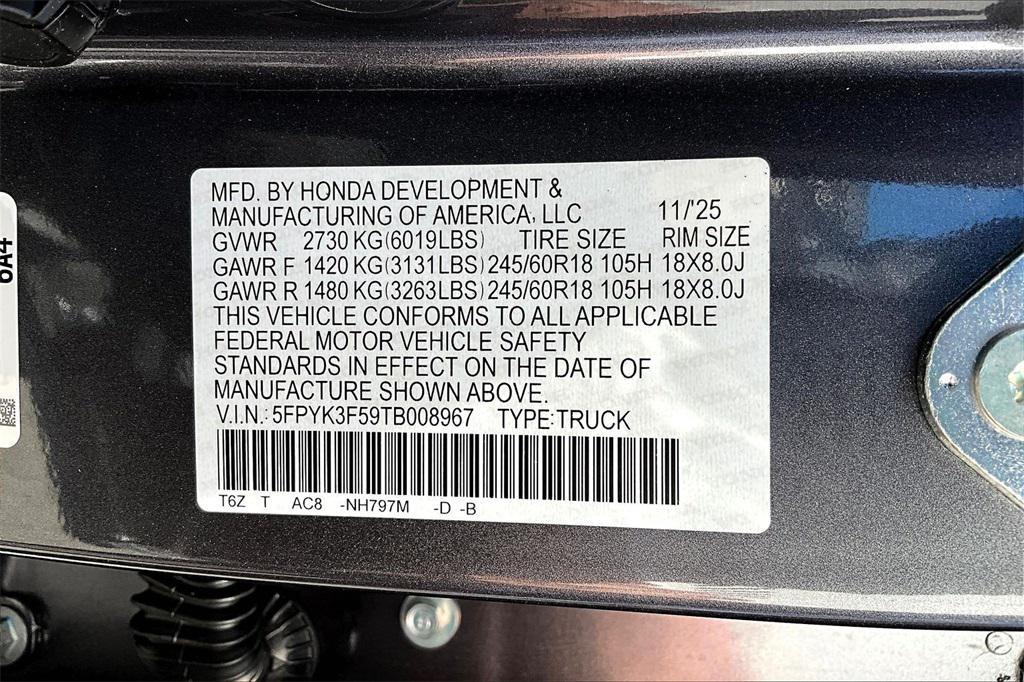 MFD. BY HONDA DEVELOPMENT &
MANUFACTURING OF AMERICA, LLC 11/'25
GVWR 2730 KG(6019LBS) TIRE SIZE RIM SIZE
GAWR F 1420 KG(3131LBS) 245/60R18 105H 18X8.0J
GAWR R 1480 KG(3263LBS) 245/60R18 105H 18X8.0J
THIS VEHICLE CONFORMS TO ALL APPLICABLE
FEDERAL MOTOR VEHICLE SAFETY
STANDARDS IN EFFECT ON THE DATE OF
MANUFACTURE SHOWN ABOVE.
V.I.N.: 5FPYK3F59TB008967 TYPE:TRUCK
T6Z T AC8 -NH797M -D -B
6A4